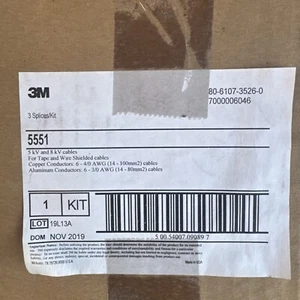 3M
80-6107-3526-0
7000006046
3 Splices/Kit
5551
5 kV and 8 kV cables
For Tape and Wire Shielded cables
Copper Conductors: 6 - 4/0 AWG (14 - 100mm2) cables
Aluminum Conductors: 6 - 3/0 AWG (14 - 80mm2) cables
1 KIT
LOT 19L13A
DOM NOV 2019
5 00 54007 09089 7